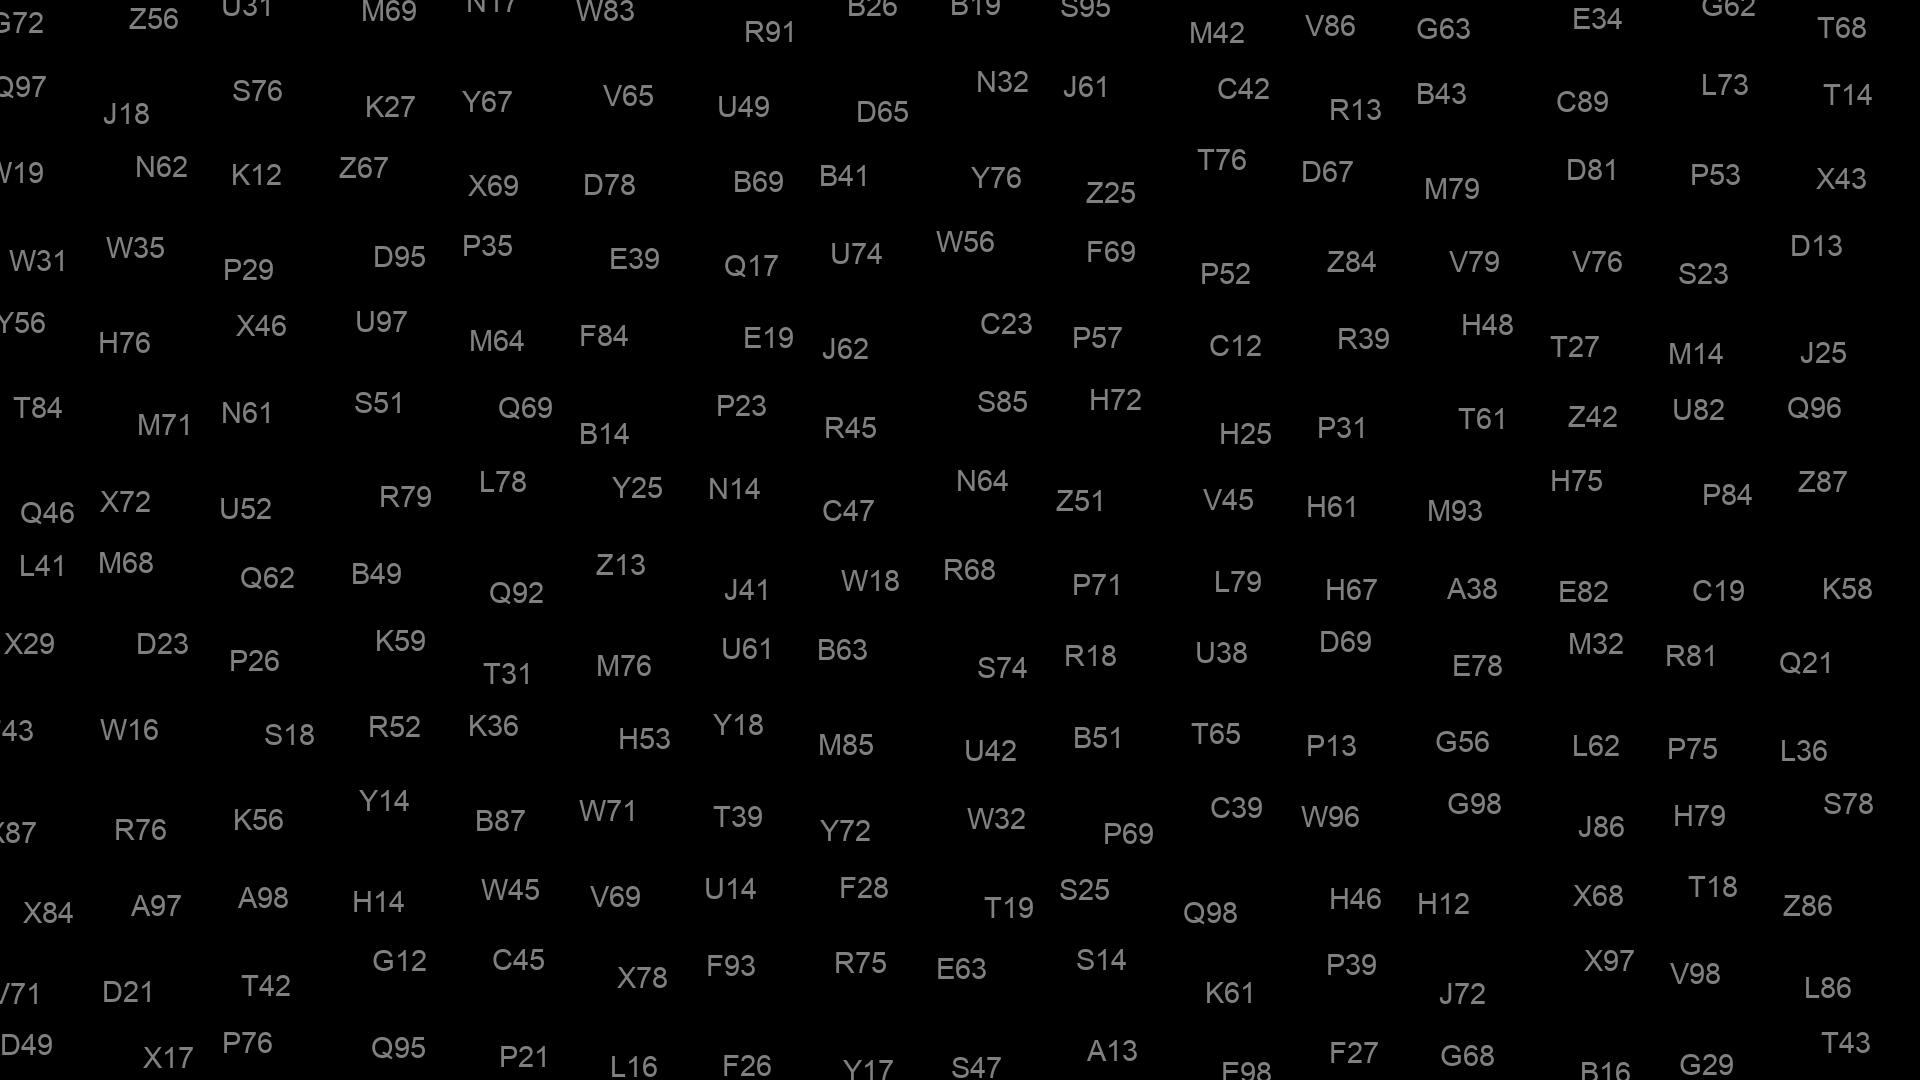 G72 Z56 U31 M69 N17 W83 R91 B26 B19 S95 M42 V86 G63 E34 G62 T68
Q97 J18 S76 K27 Y67 V65 U49 D65 N32 J61 C42 R13 B43 C89 L73 T14
W19 N62 K12 Z67 X69 D78 B69 B41 Y76 Z25 T76 D67 M79 D81 P53 X43
W31 W35 P29 D95 P35 E39 Q17 U74 W56 F69 P52 Z84 V79 V76 S23 D13
Y56 H76 X46 U97 M64 F84 E19 J62 C23 P57 C12 R39 H48 T27 M14 J25
T84 M71 N61 S51 Q69 B14 P23 R45 S85 H72 H25 P31 T61 Z42 U82 Q96
Q46 X72 U52 R79 L78 Y25 N14 C47 N64 Z51 V45 H61 M93 H75 P84 Z87
L41 M68 Q62 B49 Q92 Z13 J41 W18 R68 P71 L79 H67 A38 E82 C19 K58
X29 D23 P26 K59 T31 M76 U61 B63 S74 R18 U38 D69 E78 M32 R81 Q21
43 W16 S18 R52 K36 H53 Y18 M85 U42 B51 T65 P13 G56 L62 P75 L36
87 R76 K56 Y14 B87 W71 T39 Y72 W32 P69 C39 W96 G98 J86 H79 S78
X84 A97 A98 H14 W45 V69 U14 F28 T19 S25 Q98 H46 H12 X68 T18 Z86
V71 D21 T42 G12 C45 X78 F93 R75 E63 S14 K61 P39 J72 X97 V98 L86
D49 X17 P76 Q95 P21 L16 F26 Y17 S47 A13 F98 F27 G68 B16 G29 T43